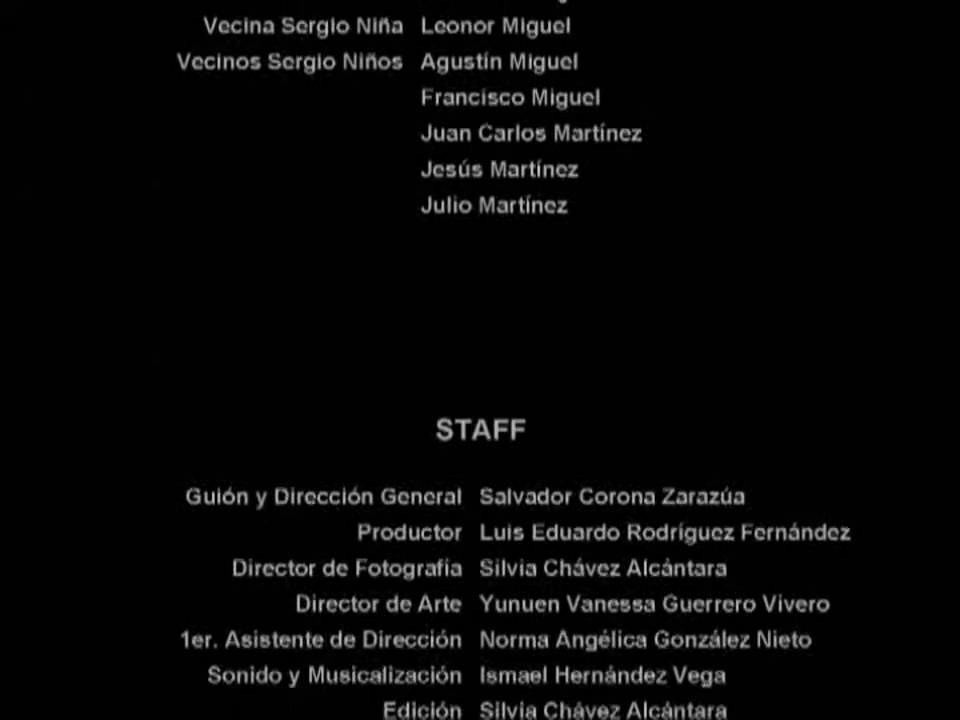 Vecina Sergio Niña Leonor Miguel
Vecinos Sergio Niños Agustín Miguel
Francisco Miguel
Juan Carlos Martínez
Jesús Martínez
Julio Martínez
STAFF
Guión y Dirección General Salvador Corona Zarazúa
Productor Luis Eduardo Rodríguez Fernández
Director de Fotografía Silvia Chávez Alcántara
Director de Arte Yunuen Vanessa Guerrero Vivero
1er. Asistente de Dirección Norma Angélica González Nieto
Sonido y Musicalización Ismael Hernández Vega
Edición Silvia Chávez Alcántara